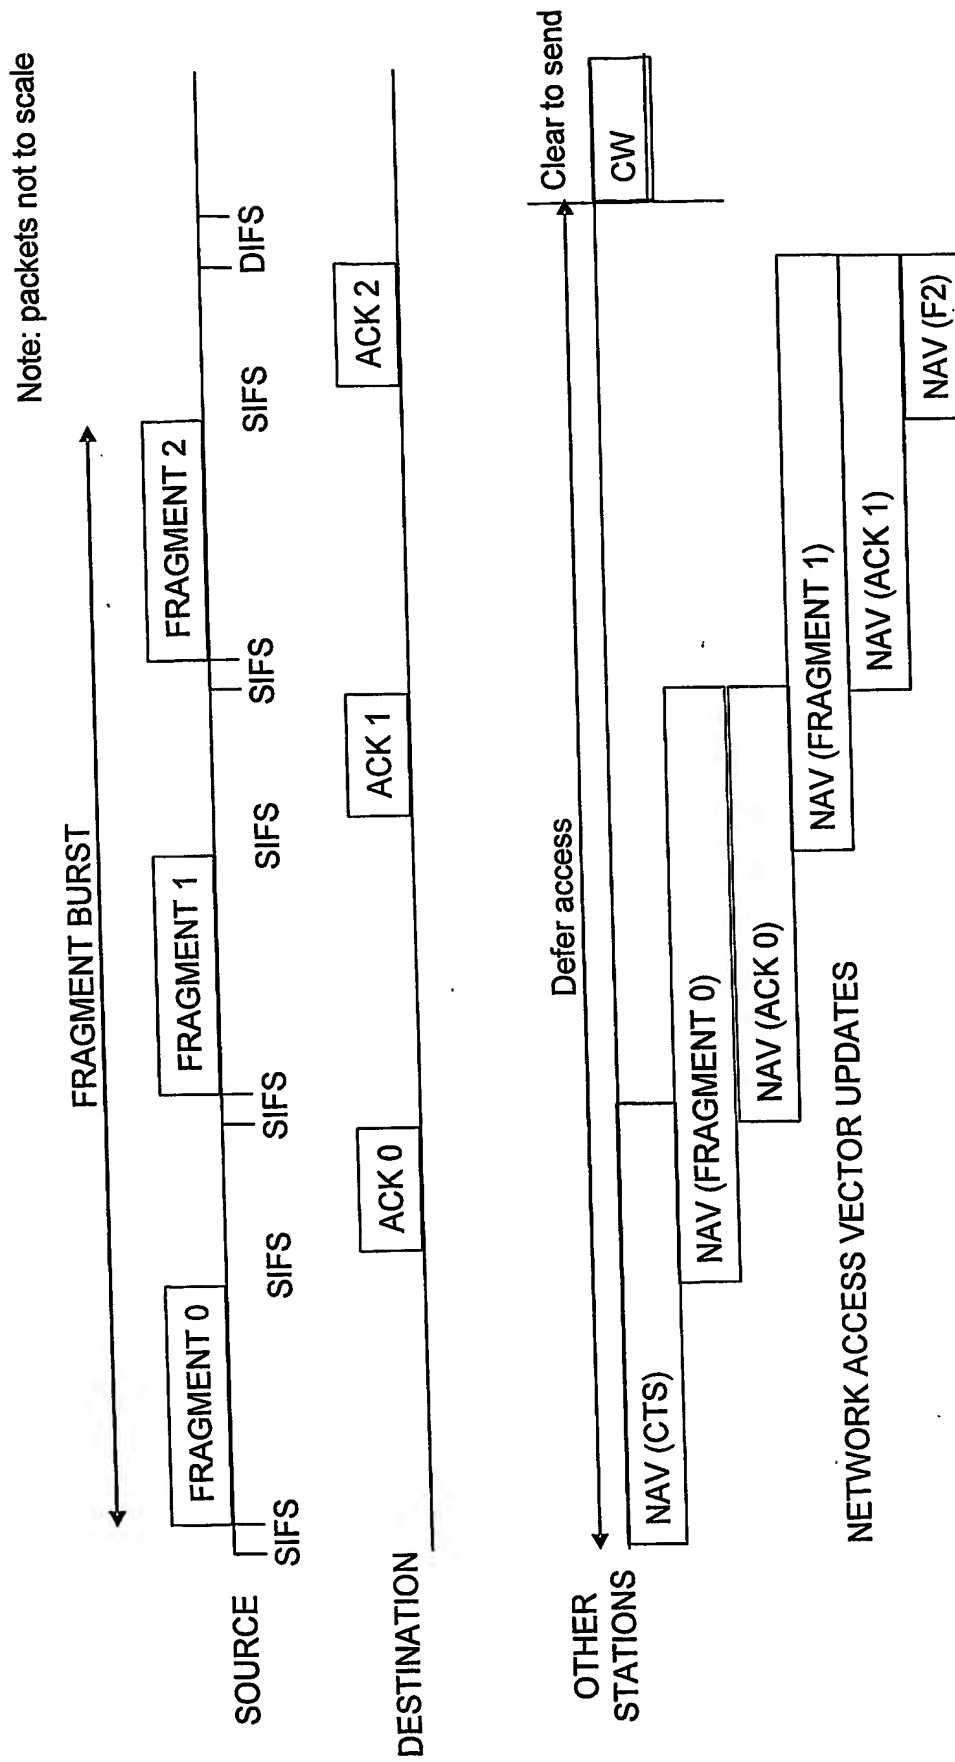 Note: packets not to scale
FRAGMENT BURST
FRAGMENT 0
FRAGMENT 1
FRAGMENT 2
SOURCE
SIFS
SIFS
SIFS
SIFS
SIFS
SIFS
DIFS
ACK 0
ACK 1
ACK 2
DESTINATION
Defer access
Clear to send
OTHER
STATIONS
CW
NAV (CTS)
NAV (FRAGMENT 0)
NAV (ACK 0)
NAV (FRAGMENT 1)
NAV (ACK 1)
NAV (F2)
NETWORK ACCESS VECTOR UPDATES